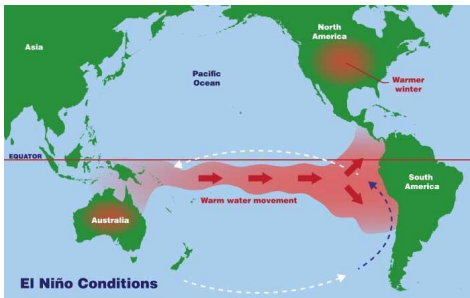 Asia
North
America
Pacific
Ocean
Warmer
winter
EQUATOR
South
America
Warm water movement
Australia
El Niño Conditions